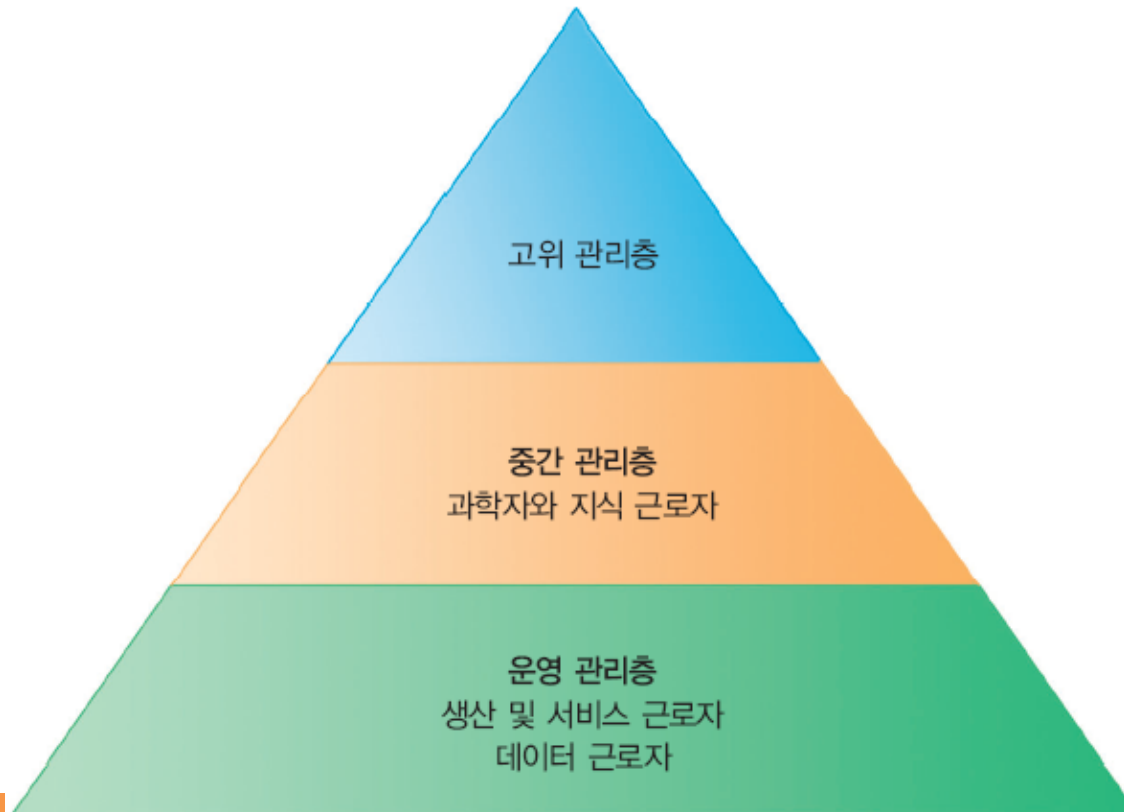 고위 관리층
중간 관리층
과학자와 지식 근로자
운영 관리층
생산 및 서비스 근로자
데이터 근로자